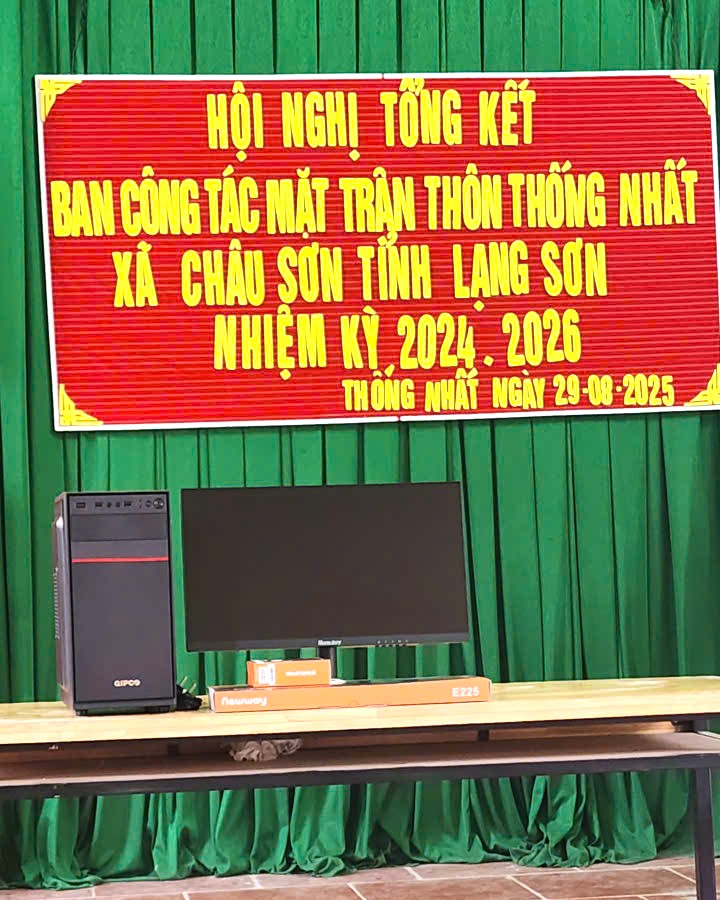 HỘI NGHỊ TỔNG KẾT
BAN CÔNG TÁC MẶT TRẬN THÔN THỐNG NHẤT
XÃ CHÂU SƠN TỈNH LẠNG SƠN
NHIỆM KỲ 2024.2026
THỐNG NHẤT NGÀY 29-08-2025
GIPCO
Newway E225